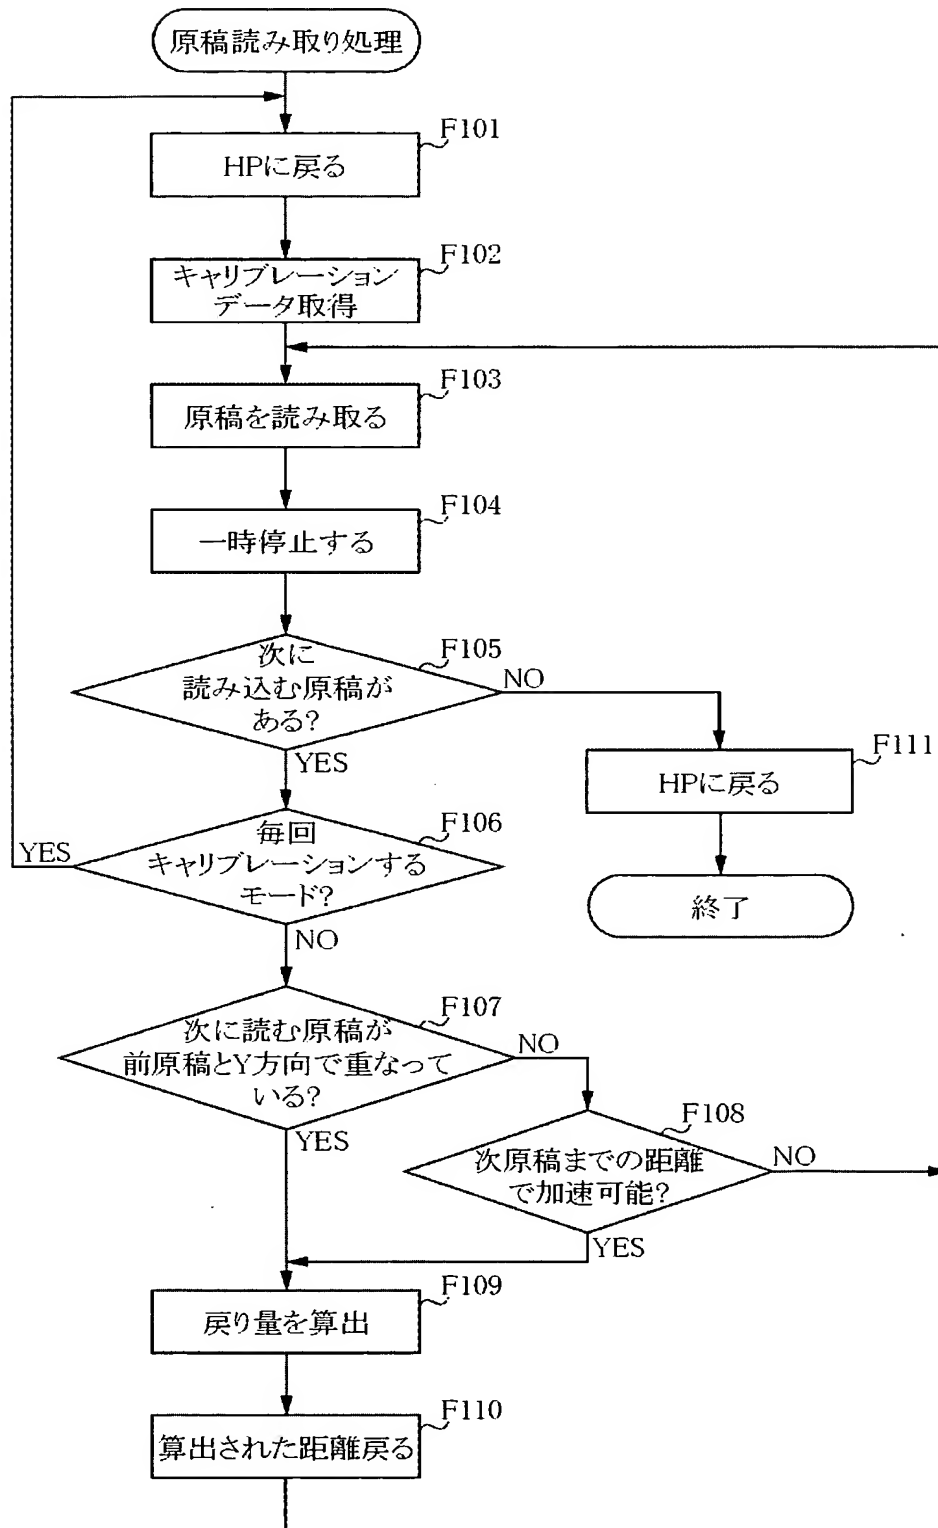 原稿読み取り処理
F101
HPに戻る
F102
キャリブレーション
データ取得
F103
原稿を読み取る
F104
一時停止する
F105
次に
読み込む原稿が
ある?
NO
YES
F111
HPに戻る
F106
毎回
キャリブレーションする
モード?
YES
NO
終了
F107
次に読む原稿が
前原稿とY方向で重なって
いる?
NO
YES
F108
次原稿までの距離
で加速可能?
NO
YES
F109
戻り量を算出
F110
算出された距離戻る